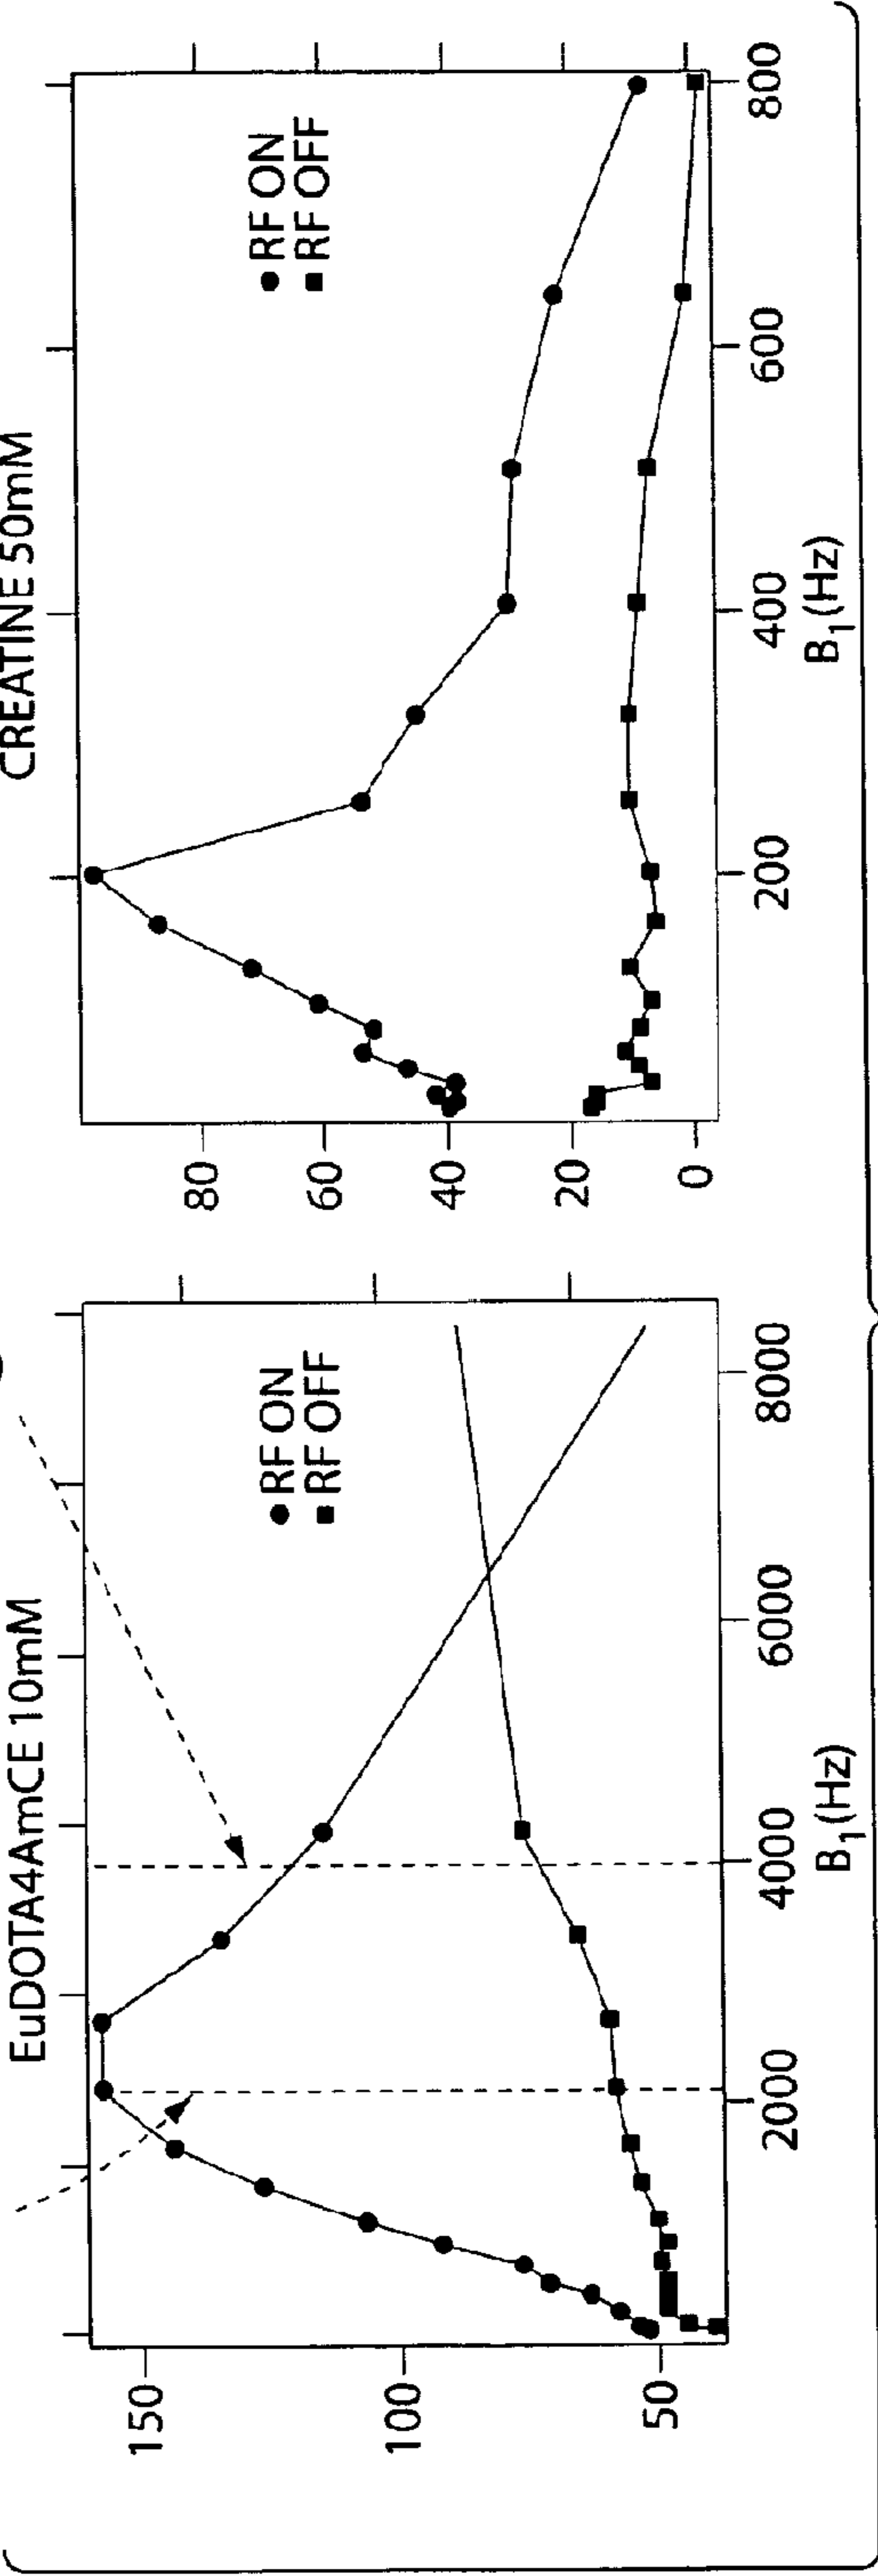 EuDOTA4AmCE 10mM
150
100
50
● RF ON
■ RF OFF
2000
4000
6000
8000
B1(Hz)
CREATINE 50mM
80
60
40
20
0
● RF ON
■ RF OFF
200
400
600
800
B1(Hz)